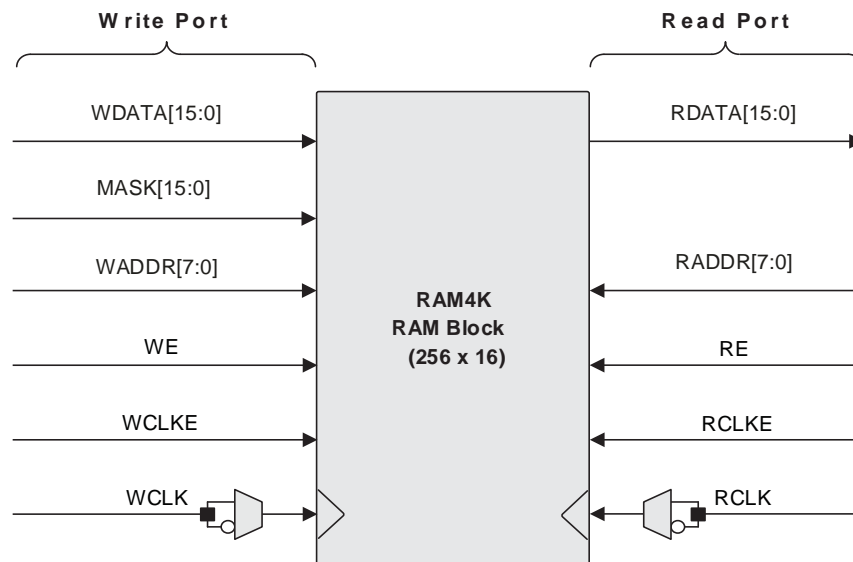 Write Port
Read Port
WDATA[15:0]
RDATA[15:0]
MASK[15:0]
WADDR[7:0]
RADDR[7:0]
RAM4K
RAM Block
(256 x 16)
WE
RE
WCLKE
RCLKE
WCLK
RCLK